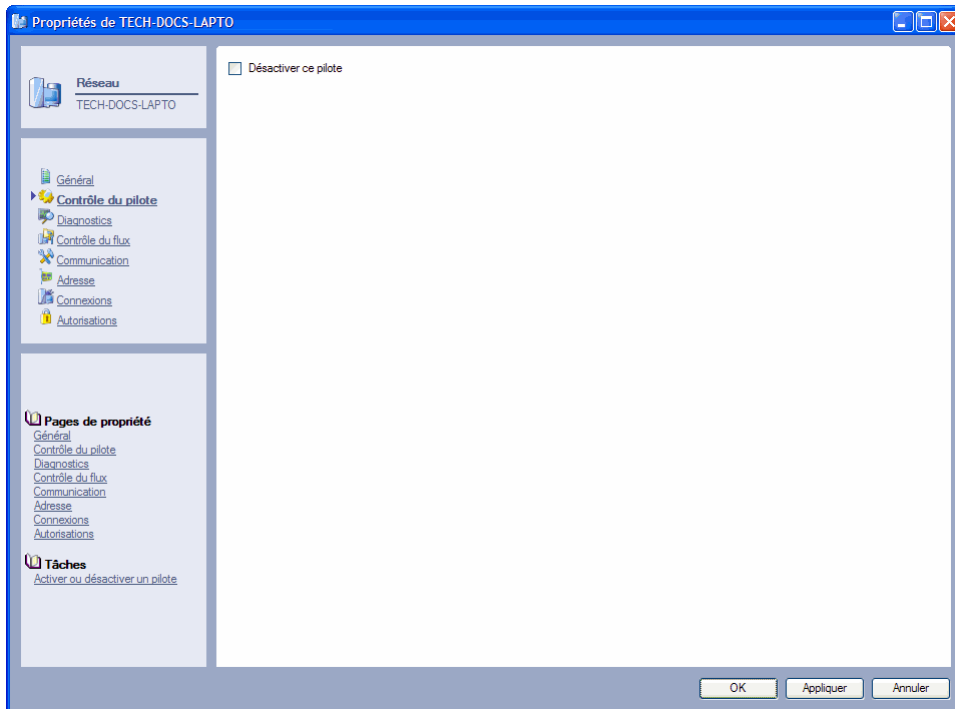 Propriétés de TECH-DOCS-LAPTO
Réseau
TECH-DOCS-LAPTO
Général
Contrôle du pilote
Diagnostics
Contrôle du flux
Communication
Adresse
Connexions
Autorisations
Pages de propriété
Général
Contrôle du pilote
Diagnostics
Contrôle du flux
Communication
Adresse
Connexions
Autorisations
Tâches
Activer ou désactiver un pilote
Désactiver ce pilote
OK
Appliquer
Annuler